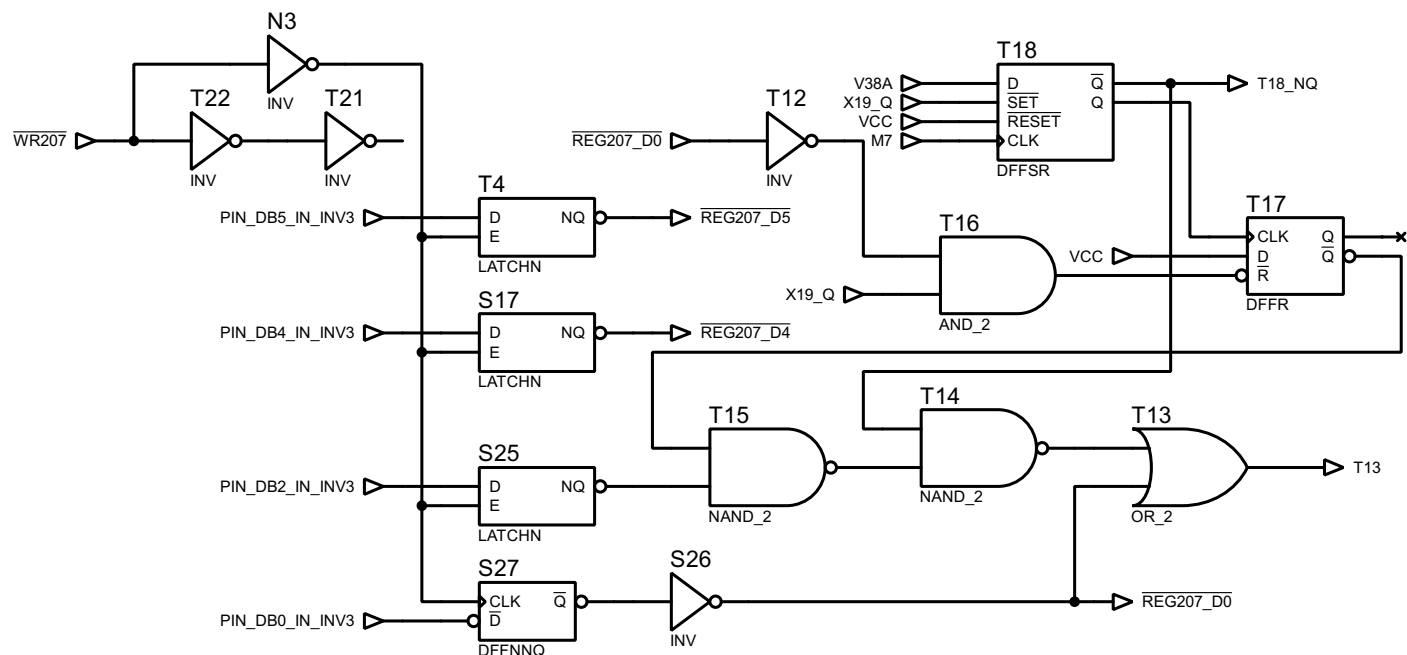 N3
INV
T22
INV
T21
INV
WR207
PIN_DB5_IN_INV3
T4
D
E
NQ
LATCHN
REG207_D5
PIN_DB4_IN_INV3
S17
D
E
NQ
LATCHN
REG207_D4
PIN_DB2_IN_INV3
S25
D
E
NQ
LATCHN
PIN_DB0_IN_INV3
S27
CLK
D
Q
DFFNNQ
S26
INV
REG207_D0
REG207_D0
T12
INV
V38A
X19_Q
VCC
M7
T18
D
SET
RESET
CLK
Q
Q
DFFSR
T18_NQ
X19_Q
T16
AND_2
VCC
T17
CLK
D
R
Q
Q
DFFR
T15
NAND_2
T14
NAND_2
T13
OR_2
T13